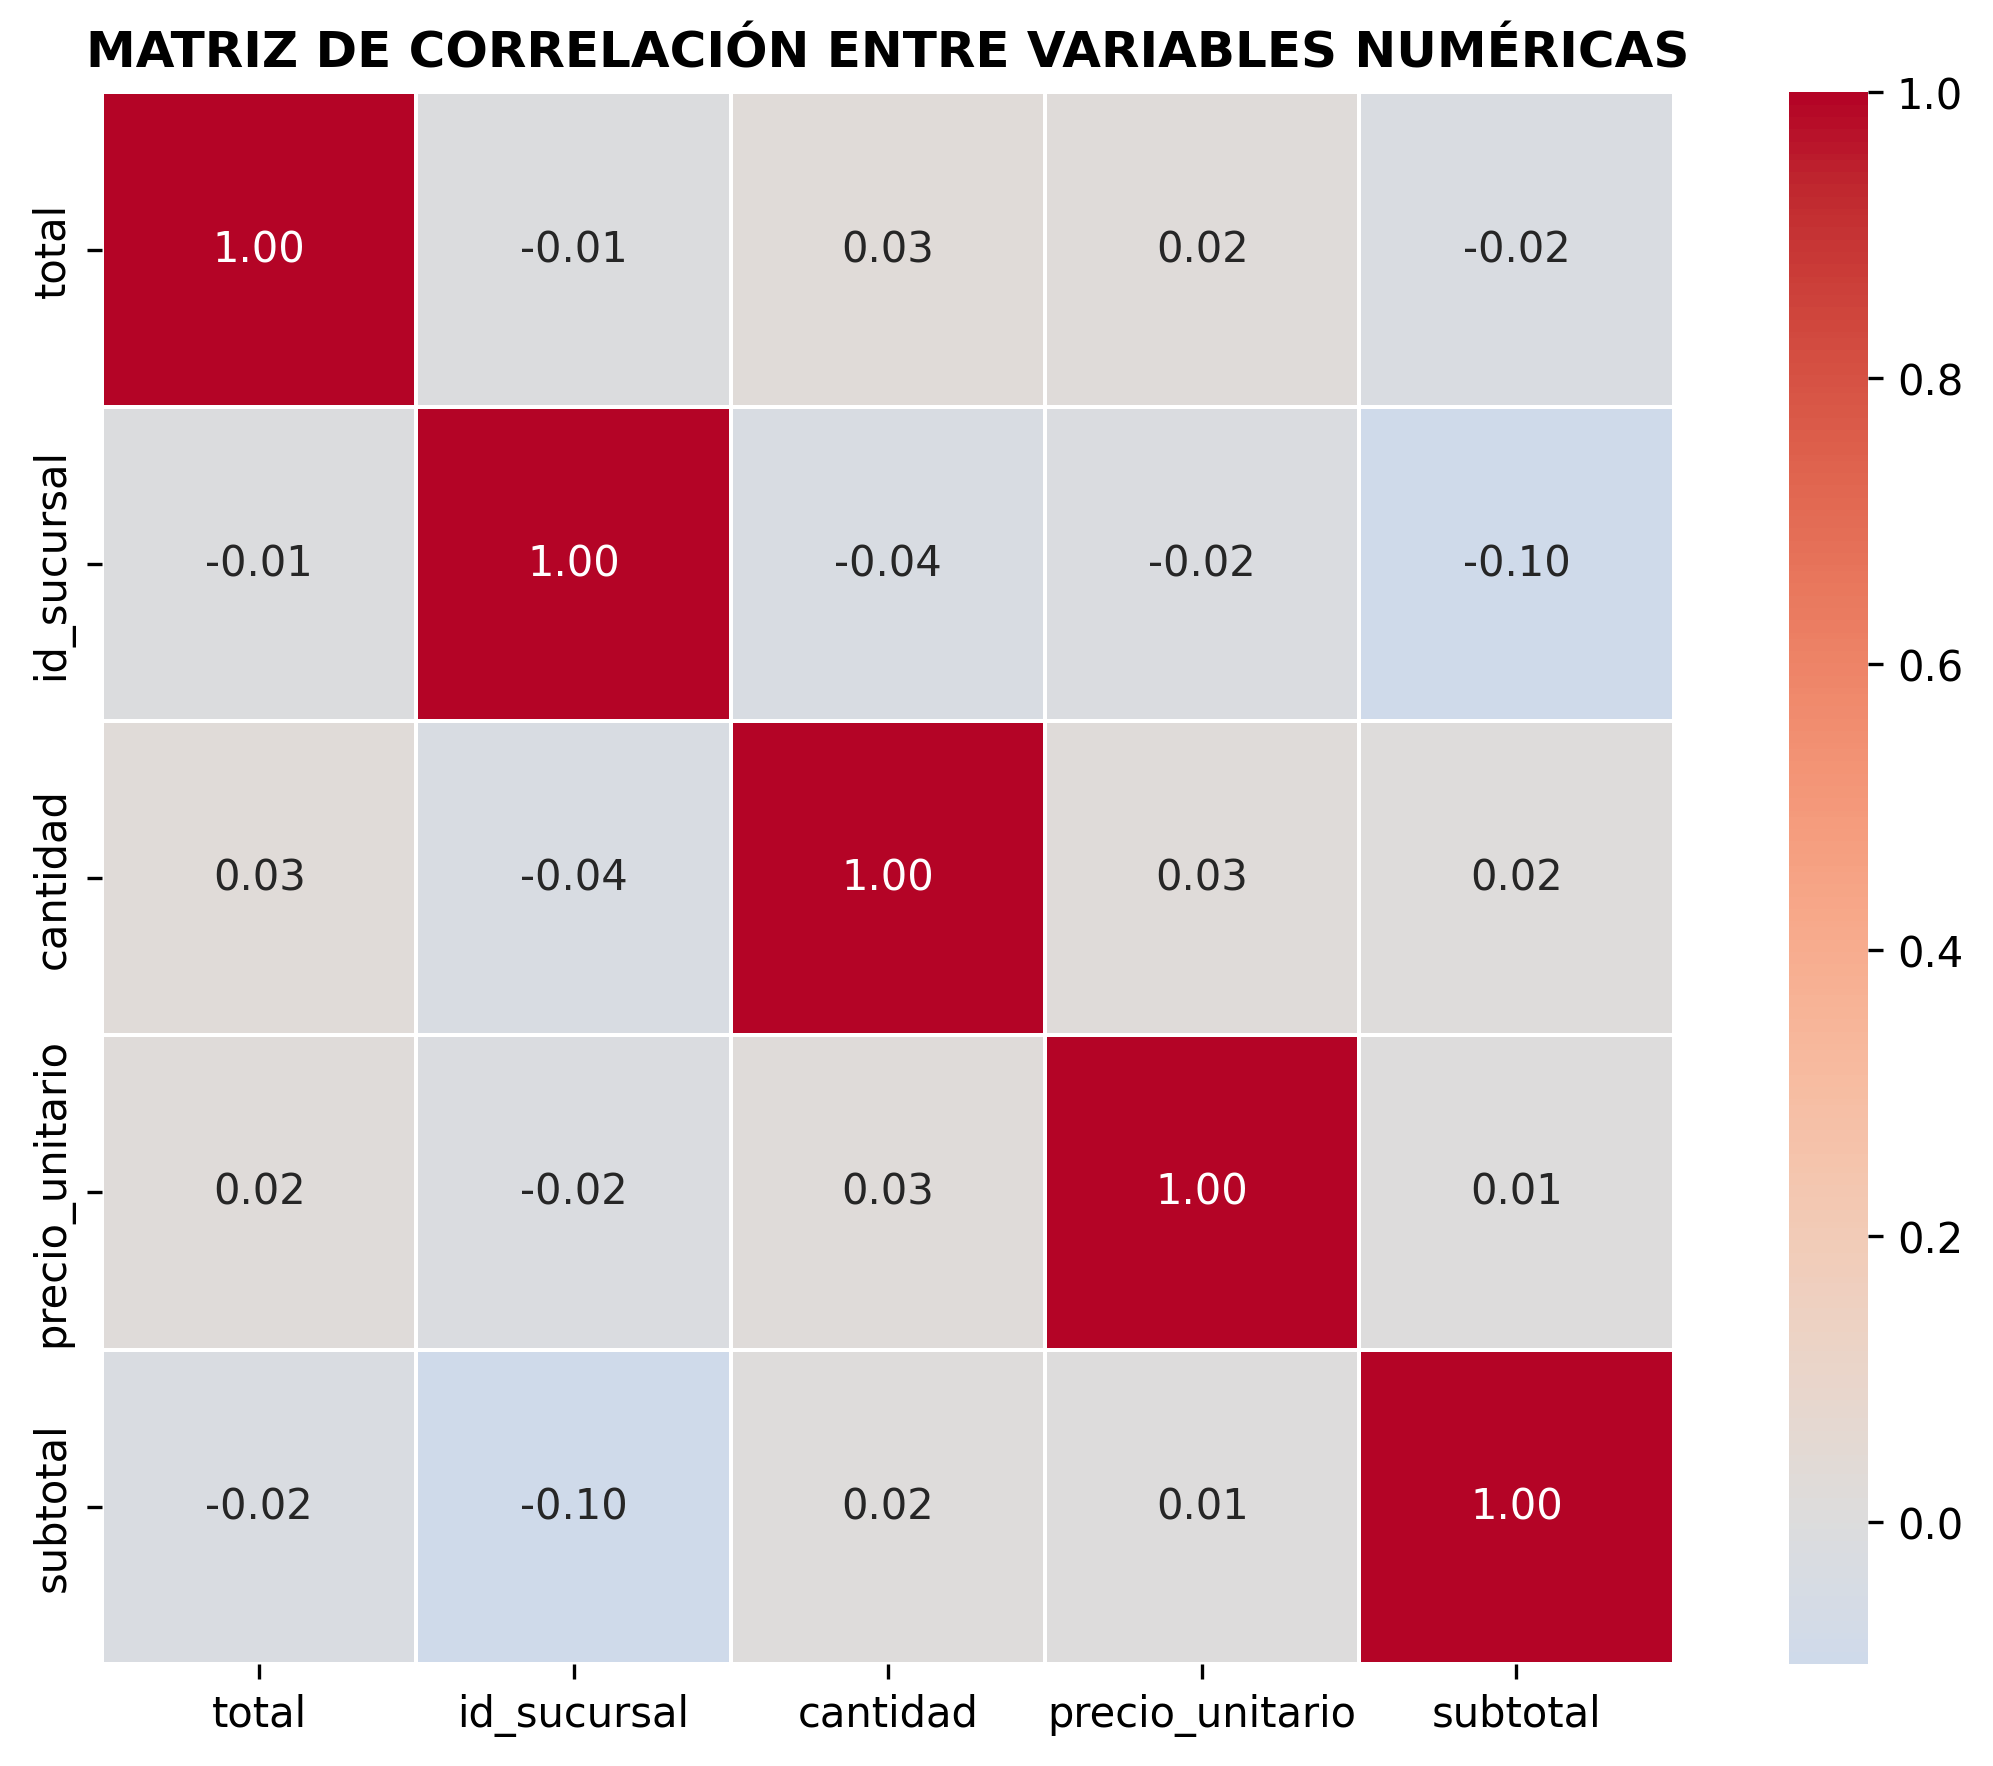 MATRIZ DE CORRELACIÓN ENTRE VARIABLES NUMÉRICAS
total 1.00 -0.01 0.03 0.02 -0.02
id_sucursal -0.01 1.00 -0.04 -0.02 -0.10
cantidad 0.03 -0.04 1.00 0.03 0.02
precio_unitario 0.02 -0.02 0.03 1.00 0.01
subtotal -0.02 -0.10 0.02 0.01 1.00
total id_sucursal cantidad precio_unitario subtotal
1.0
0.8
0.6
0.4
0.2
0.0